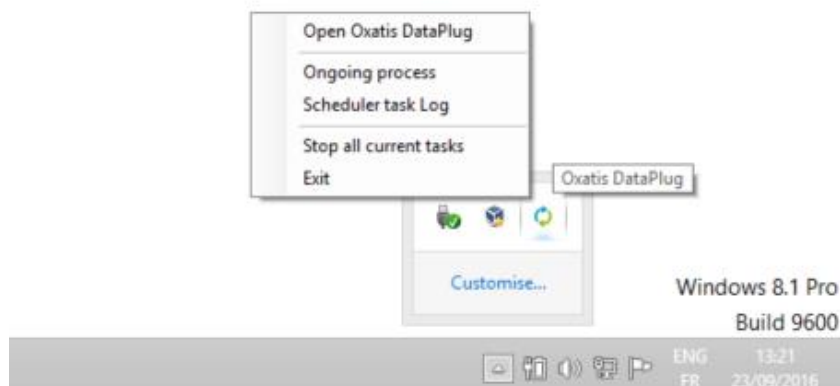 Open Oxatis DataPlug
Ongoing process
Scheduler task Log
Stop all current tasks
Exit
Oxatis DataPlug
Customise...
Windows 8.1 Pro
Build 9600
ENG 13:21
FR 23/09/2016